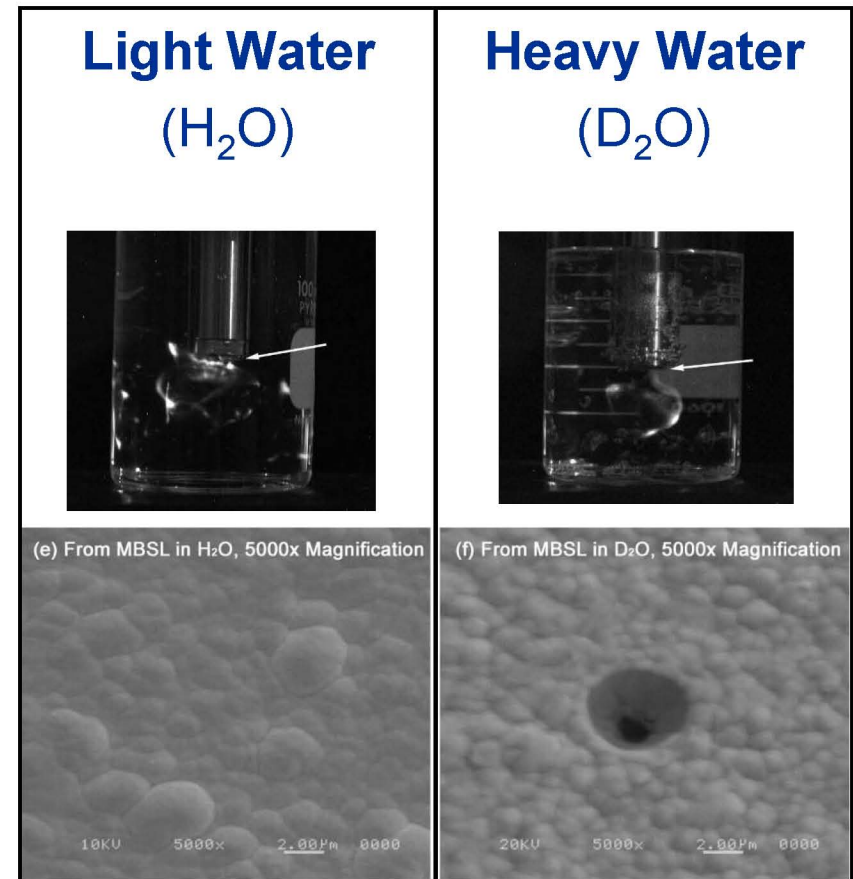 Light Water
(H₂O)
Heavy Water
(D₂O)
(e) From MBSL in H₂O, 5000x Magnification
(f) From MBSL in D₂O, 5000x Magnification
10KV 5000x 2.00µm 0000
20KV 5000x 2.00µm 0000